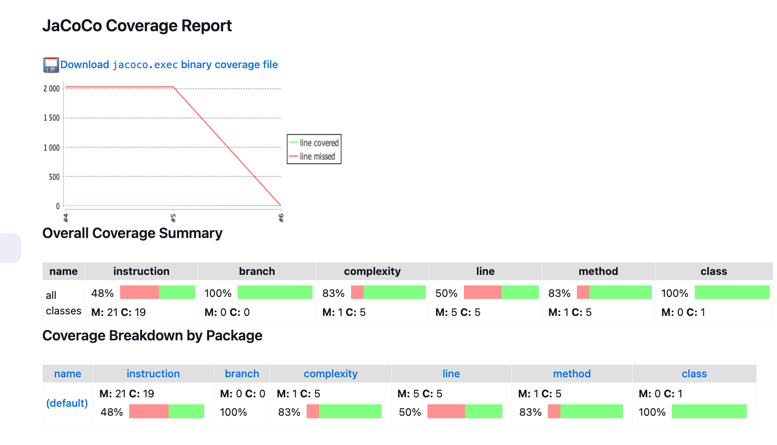 JaCoCo Coverage Report
Download jacoco.exec binary coverage file
2 000
1 500
1 000
500
0
#4 #5 #6
line covered
line missed
Overall Coverage Summary
name instruction branch complexity line method class
all classes 48% 100% 83% 50% 83% 100%
M: 21 C: 19 M: 0 C: 0 M: 1 C: 5 M: 5 C: 5 M: 1 C: 5 M: 0 C: 1
Coverage Breakdown by Package
name instruction branch complexity line method class
(default) M: 21 C: 19 M: 0 C: 0 M: 1 C: 5 M: 5 C: 5 M: 1 C: 5 M: 0 C: 1
48% 100% 83% 50% 83% 100%